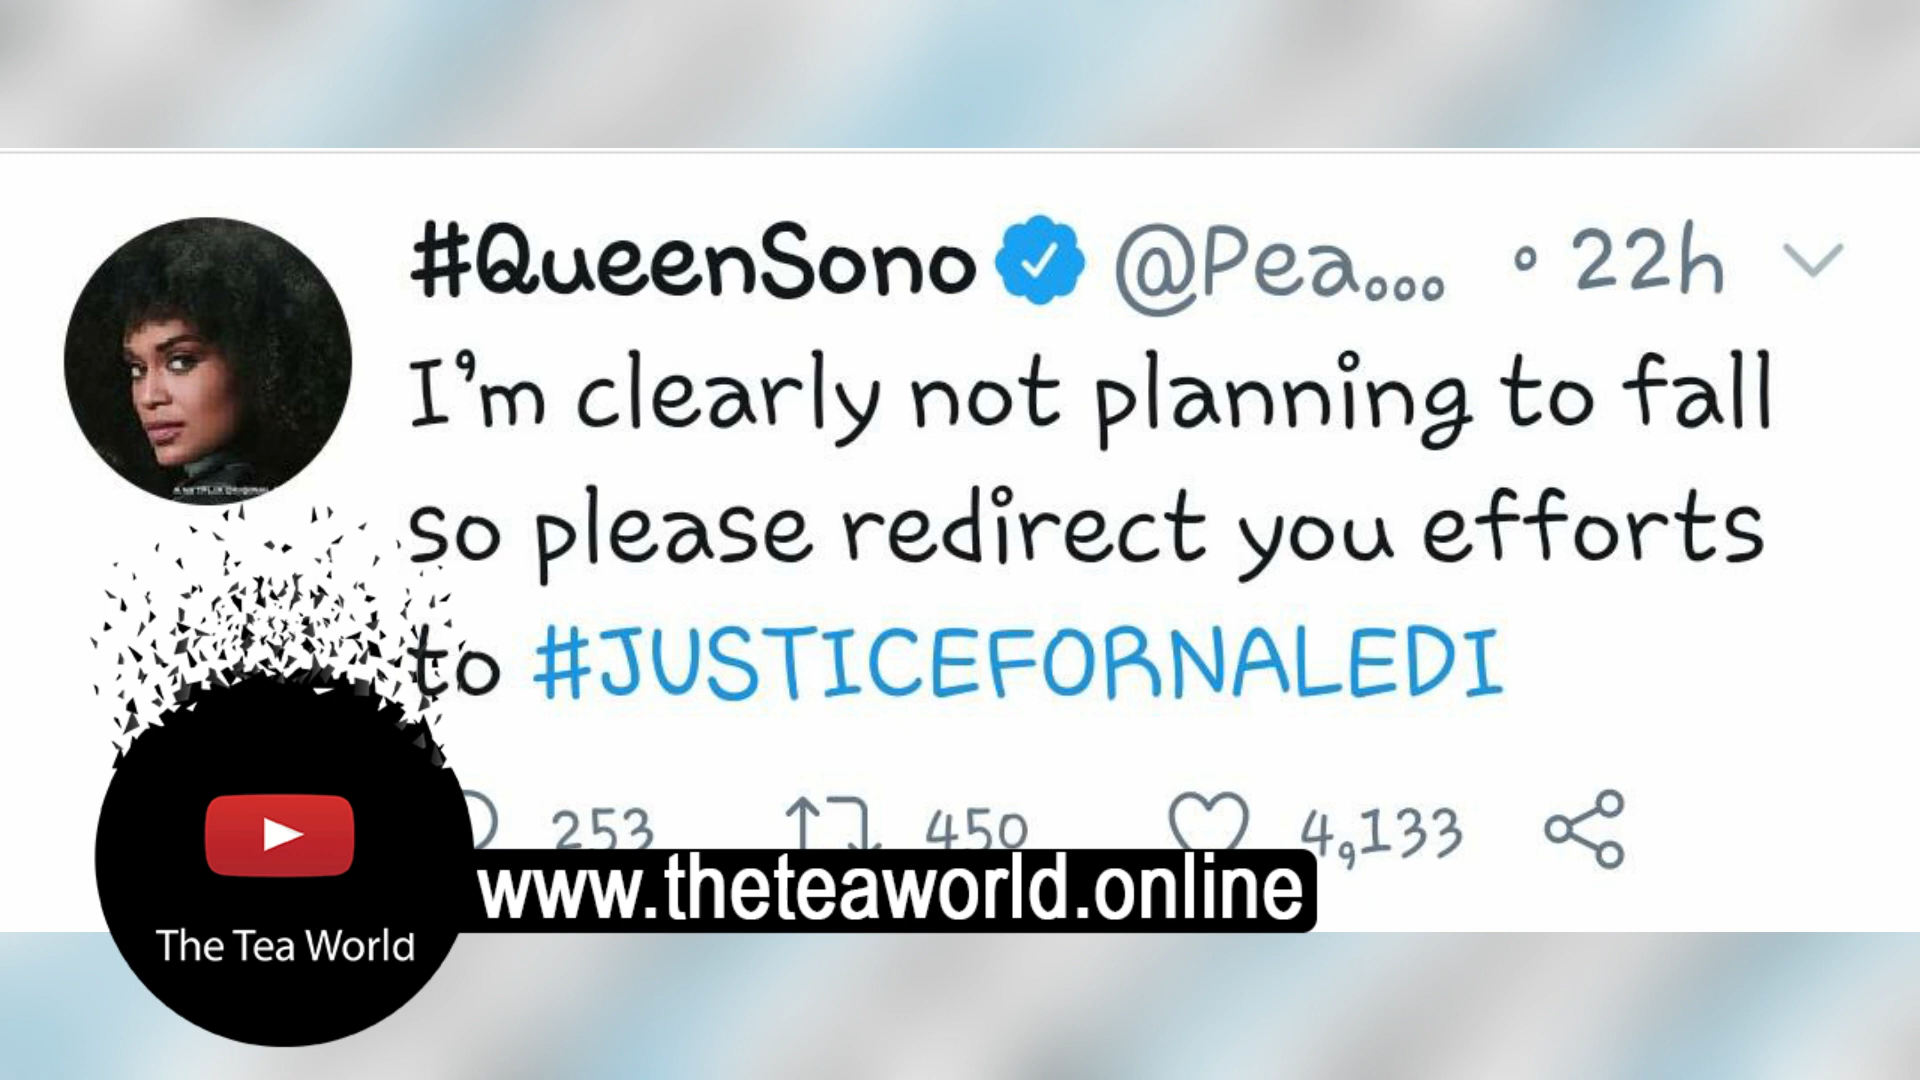 #QueenSono @Pea... • 22h
I'm clearly not planning to fall
so please redirect you efforts
to #JUSTICEFORNALEDI
253 450 4,133
www.theteaworld.online
The Tea World